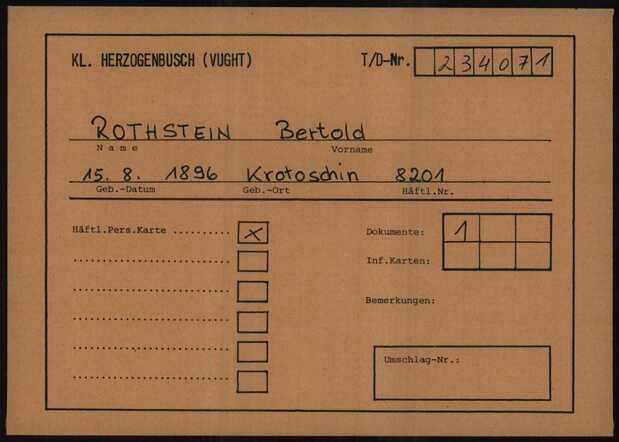 KL. HERZOGENBUSCH (VUGHT) T/D-Nr. 234071
ROTHSTEIN Bertold
Name Vorname
15. 8. 1896 Krotoschin 8201
Geb.-Datum Geb.-Ort Häftl.Nr.
Häftl.Pers.Karte .......... x
Dokumente: 1
Inf.Karten:
Bemerkungen:
Umschlag-Nr.: